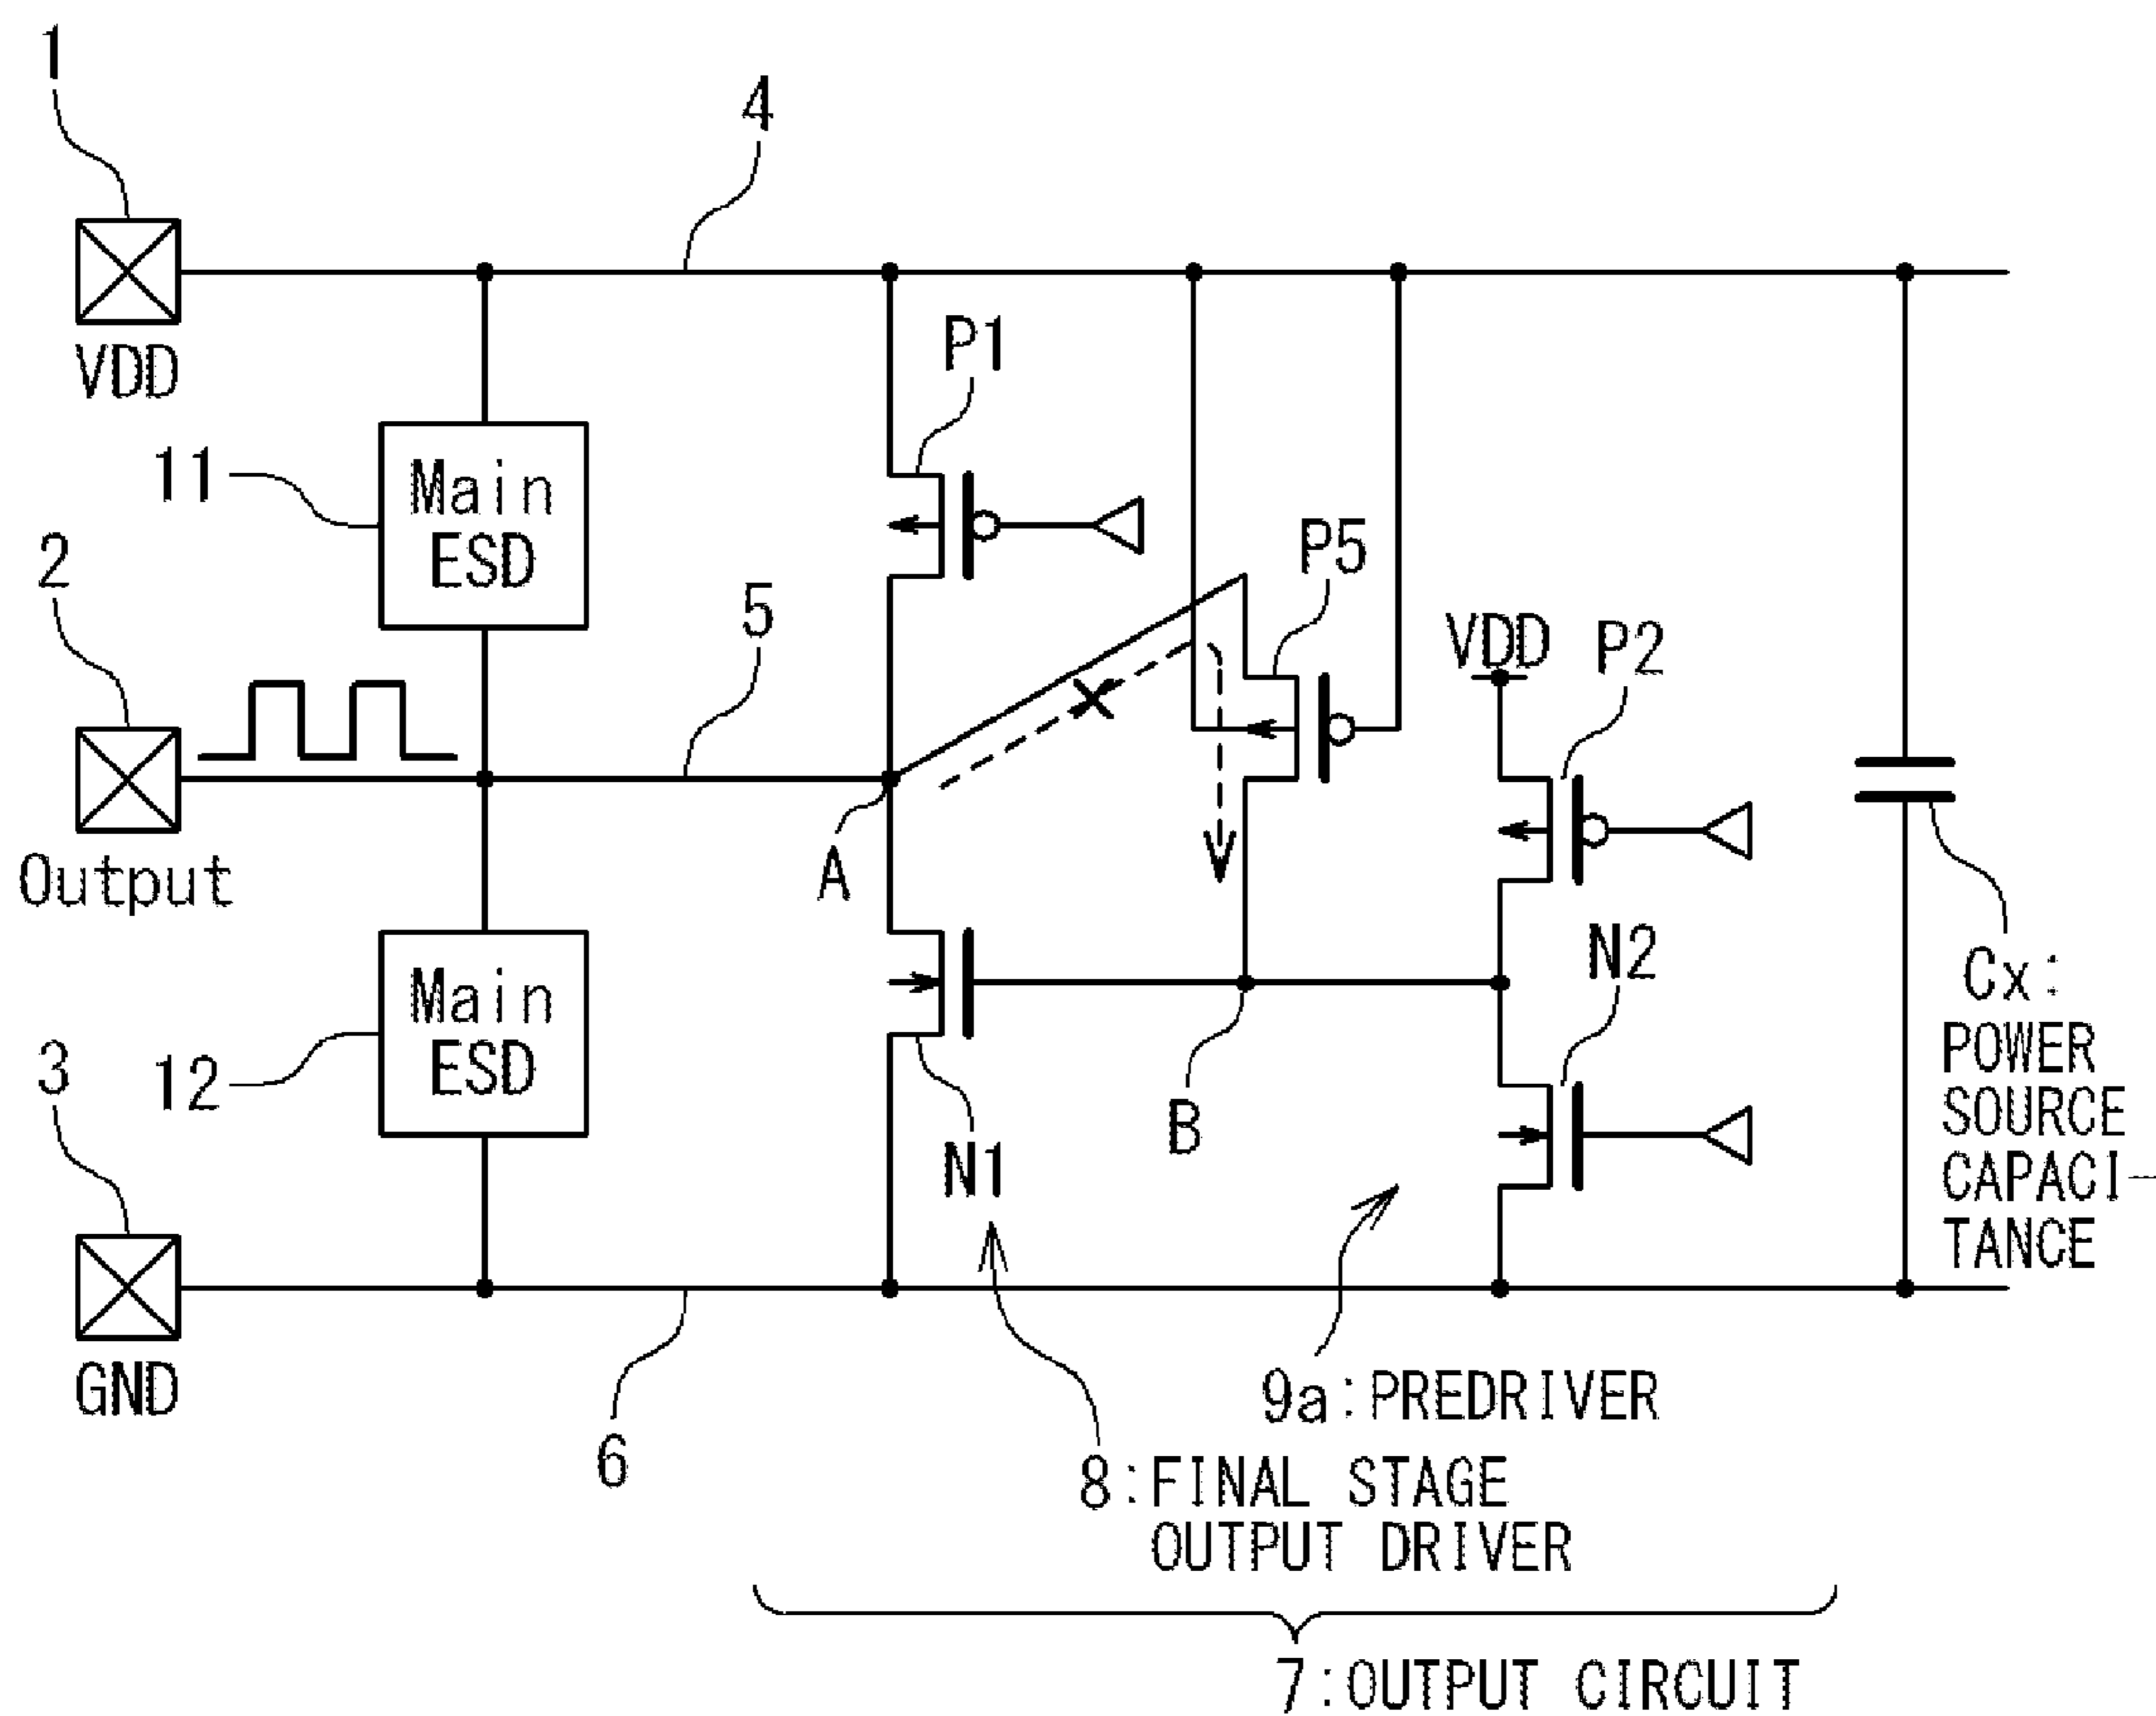 1
4
VDD
P1
11
Main
ESD
2
5
P5
VDD
P2
Output
A
N2
Main
ESD
Cx:
POWER
SOURCE
CAPACI-
TANCE
3
12
B
N1
GND
6
9a:PREDRIVER
8:FINAL STAGE
OUTPUT DRIVER
7:OUTPUT CIRCUIT